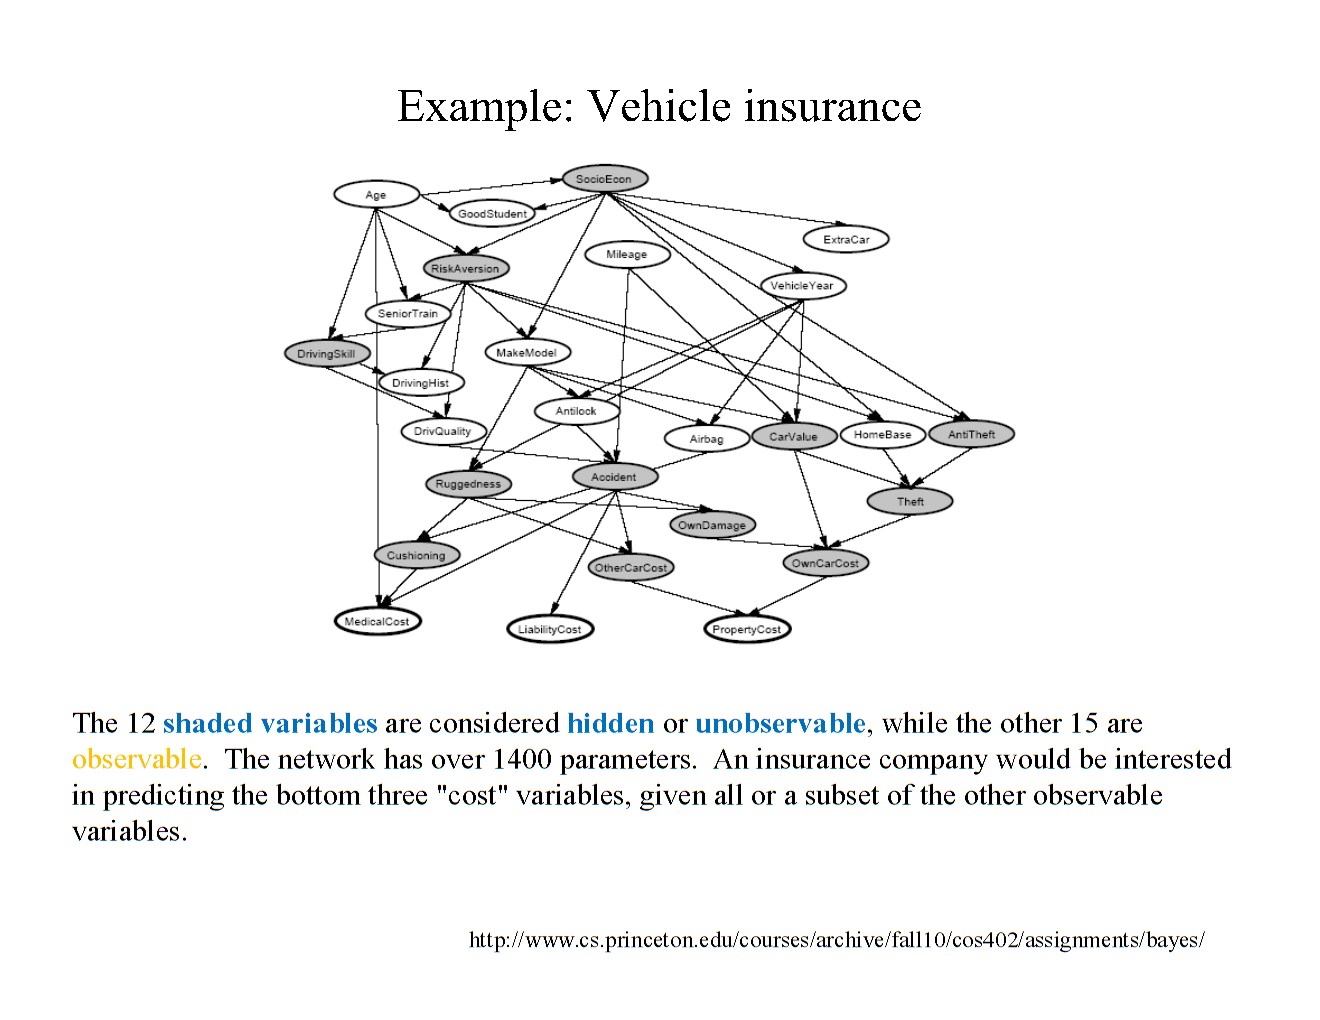 Example: Vehicle insurance
SocioEcon
Age
GoodStudent
ExtraCar
Mileage
RiskAversion
VehicleYear
SeniorTrain
DrivingSkill
MakeModel
DrivingHist
Antilock
DrivQuality
Airbag
CarValue
HomeBase
AntiTheft
Ruggedness
Accident
Theft
OwnDamage
Cushioning
OtherCarCost
OwnCarCost
MedicalCost
LiabilityCost
PropertyCost
The 12 shaded variables are considered hidden or unobservable, while the other 15 are
observable.  The network has over 1400 parameters.  An insurance company would be interested
in predicting the bottom three "cost" variables, given all or a subset of the other observable
variables.
http://www.cs.princeton.edu/courses/archive/fall10/cos402/assignments/bayes/